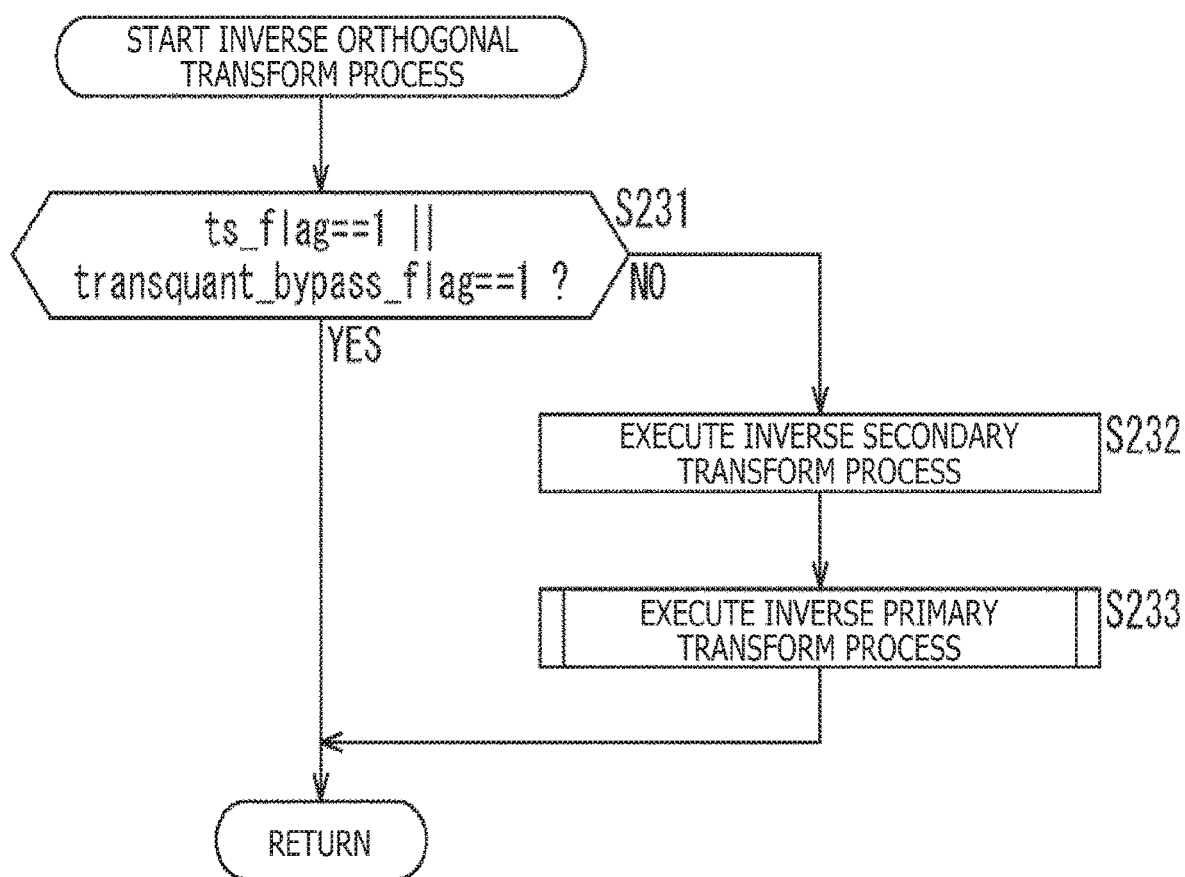 START INVERSE ORTHOGONAL
TRANSFORM PROCESS
ts_flag==1 ||
transquant_bypass_flag==1 ?
S231
NO
YES
EXECUTE INVERSE SECONDARY
TRANSFORM PROCESS
S232
EXECUTE INVERSE PRIMARY
TRANSFORM PROCESS
S233
RETURN